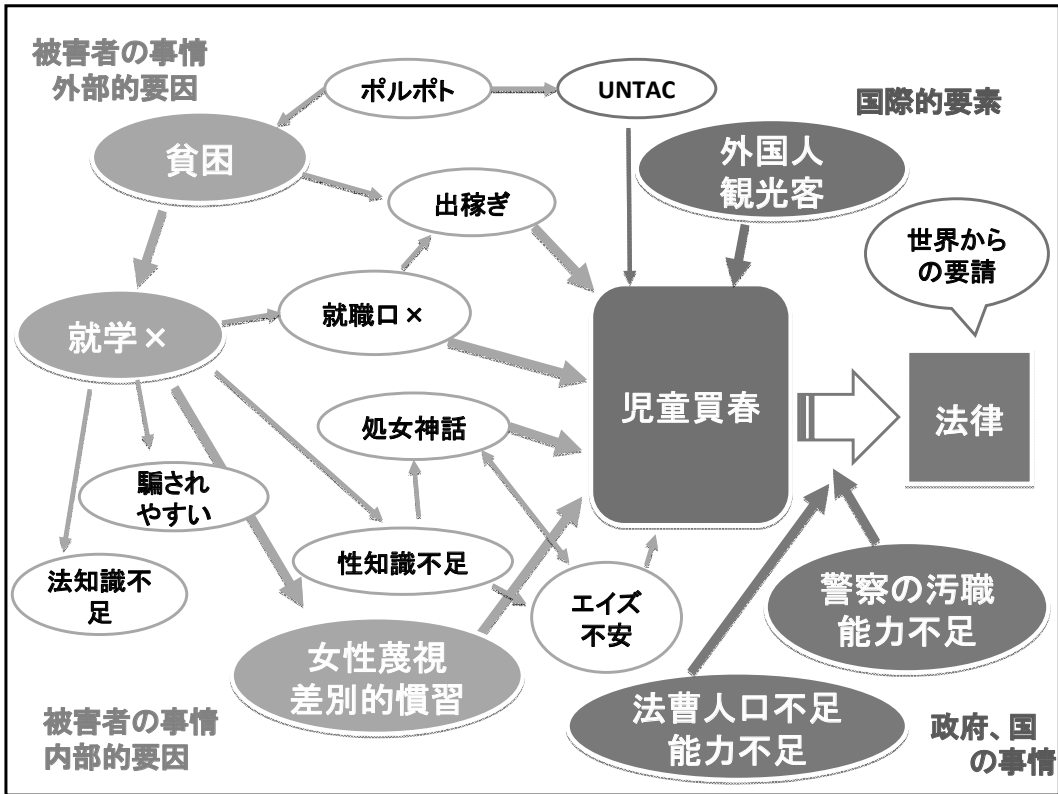 被害者の事情
外部的要因
ポルポト
UNTAC
国際的要素
貧困
外国人
観光客
出稼ぎ
世界から
の要請
就学×
就職口×
児童買春
法律
処女神話
騙され
やすい
性知識不足
法知識不
足
エイズ
不安
警察の汚職
能力不足
女性蔑視
差別的慣習
法曹人口不足
能力不足
被害者の事情
内部的要因
政府、国
の事情